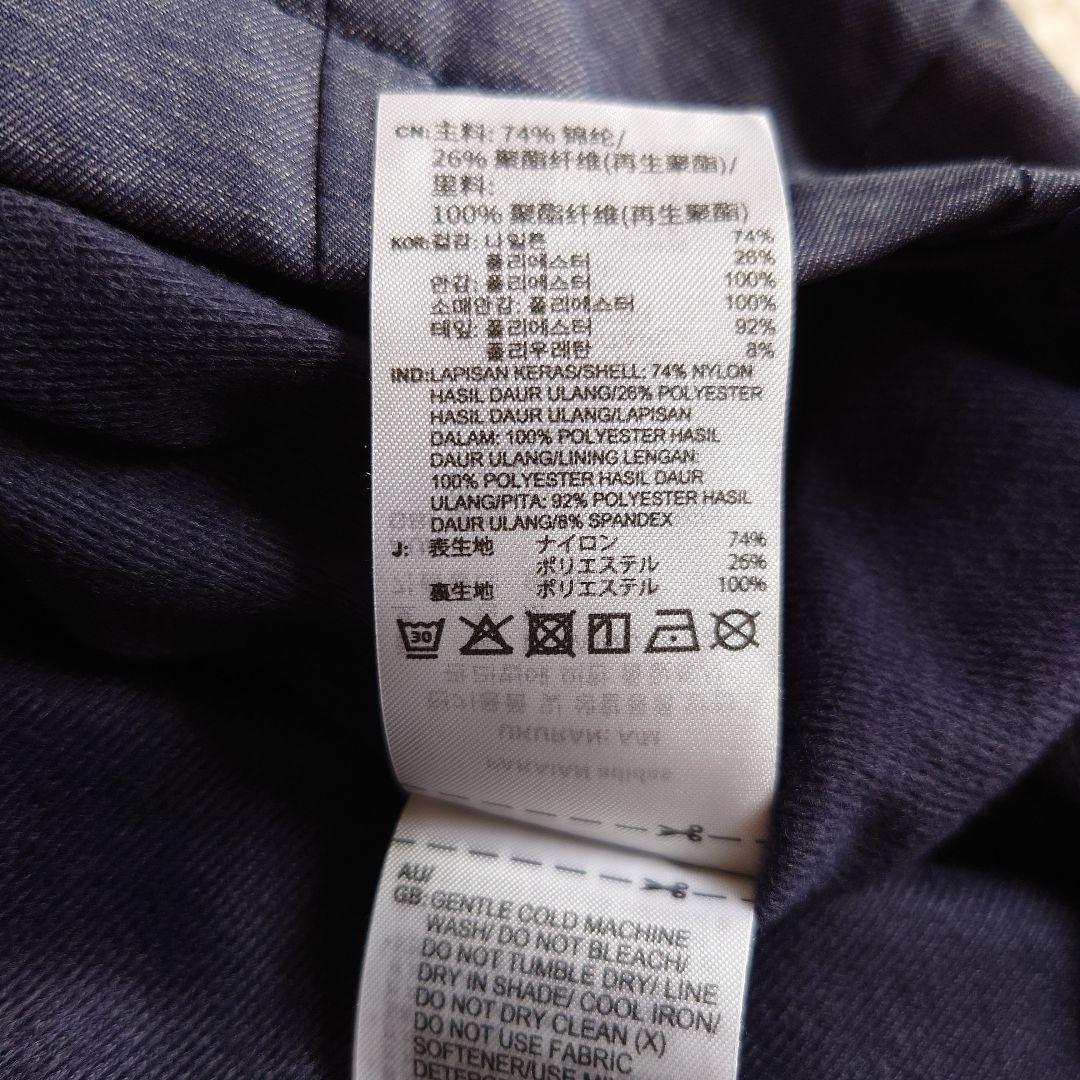 CN: 主料: 74% 锦纶/
26% 聚酯纤维(再生聚酯)/
里料:
100% 聚酯纤维(再生聚酯)
KOR: 겉감: 나일론 74%
폴리에스터 26%
안감: 폴리에스터 100%
소매안감: 폴리에스터 100%
테잎: 폴리에스터 92%
폴리우레탄 8%
IND: LAPISAN KERAS/SHELL: 74% NYLON
HASIL DAUR ULANG/26% POLYESTER
HASIL DAUR ULANG/LAPISAN
DALAM: 100% POLYESTER HASIL
DAUR ULANG/LINING LENGAN:
100% POLYESTER HASIL DAUR
ULANG/PITA: 92% POLYESTER HASIL
DAUR ULANG/8% SPANDEX
J: 表生地 ナイロン 74%
ポリエステル 26%
裏生地 ポリエステル 100%
30
AU/
GB: GENTLE COLD MACHINE
WASH/ DO NOT BLEACH/
DO NOT TUMBLE DRY/ LINE
DRY IN SHADE/ COOL IRON/
DO NOT DRY CLEAN (X)
DO NOT USE FABRIC
SOFTENER/USE